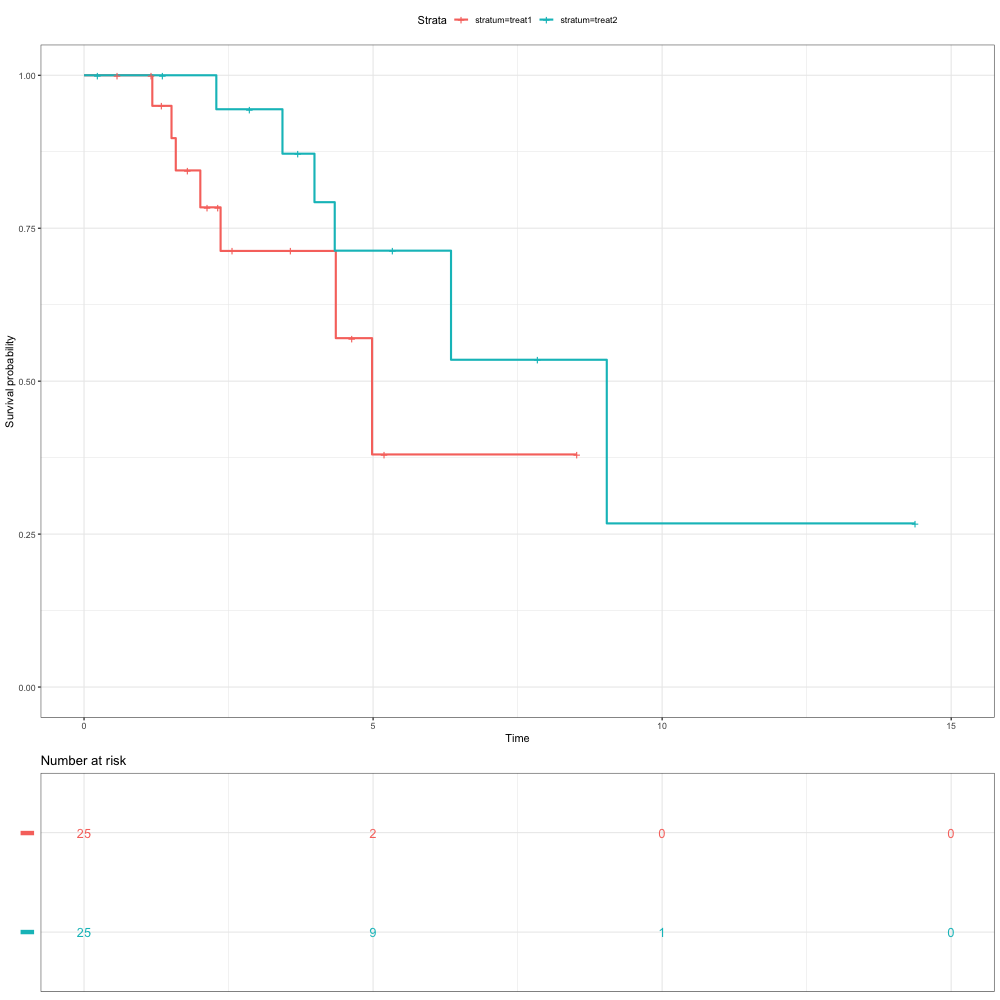 Strata stratum=treat1 stratum=treat2
1.00
0.75
0.50
0.25
0.00
Survival probability
0 5 10 15
Time
Number at risk
25 2 0 0
25 9 1 0